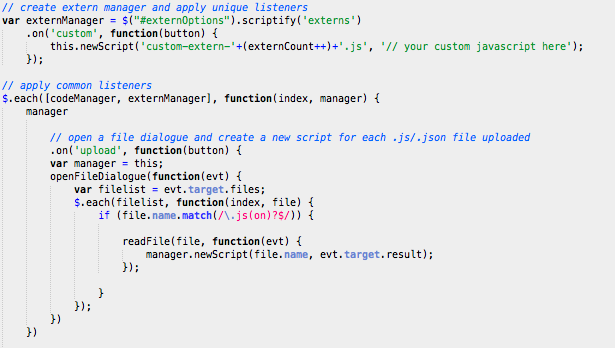 // create extern manager and apply unique listeners
var externManager = $("#externOptions").scriptify('externs')
    .on('custom', function(button) {
        this.newScript('custom-extern-'+(externCount++)+'.js', '// your custom javascript here');
    });

// apply common listeners
$.each([codeManager, externManager], function(index, manager) {
    manager

        // open a file dialogue and create a new script for each .js/.json file uploaded
        .on('upload', function(button) {
        var manager = this;
        openFileDialogue(function(evt) {
            var filelist = evt.target.files;
            $.each(filelist, function(index, file) {
                if (file.name.match(/\.js(on)?$/)) {

                    readFile(file, function(evt) {
                        manager.newScript(file.name, evt.target.result);
                    });

                }
            });
        })
    })